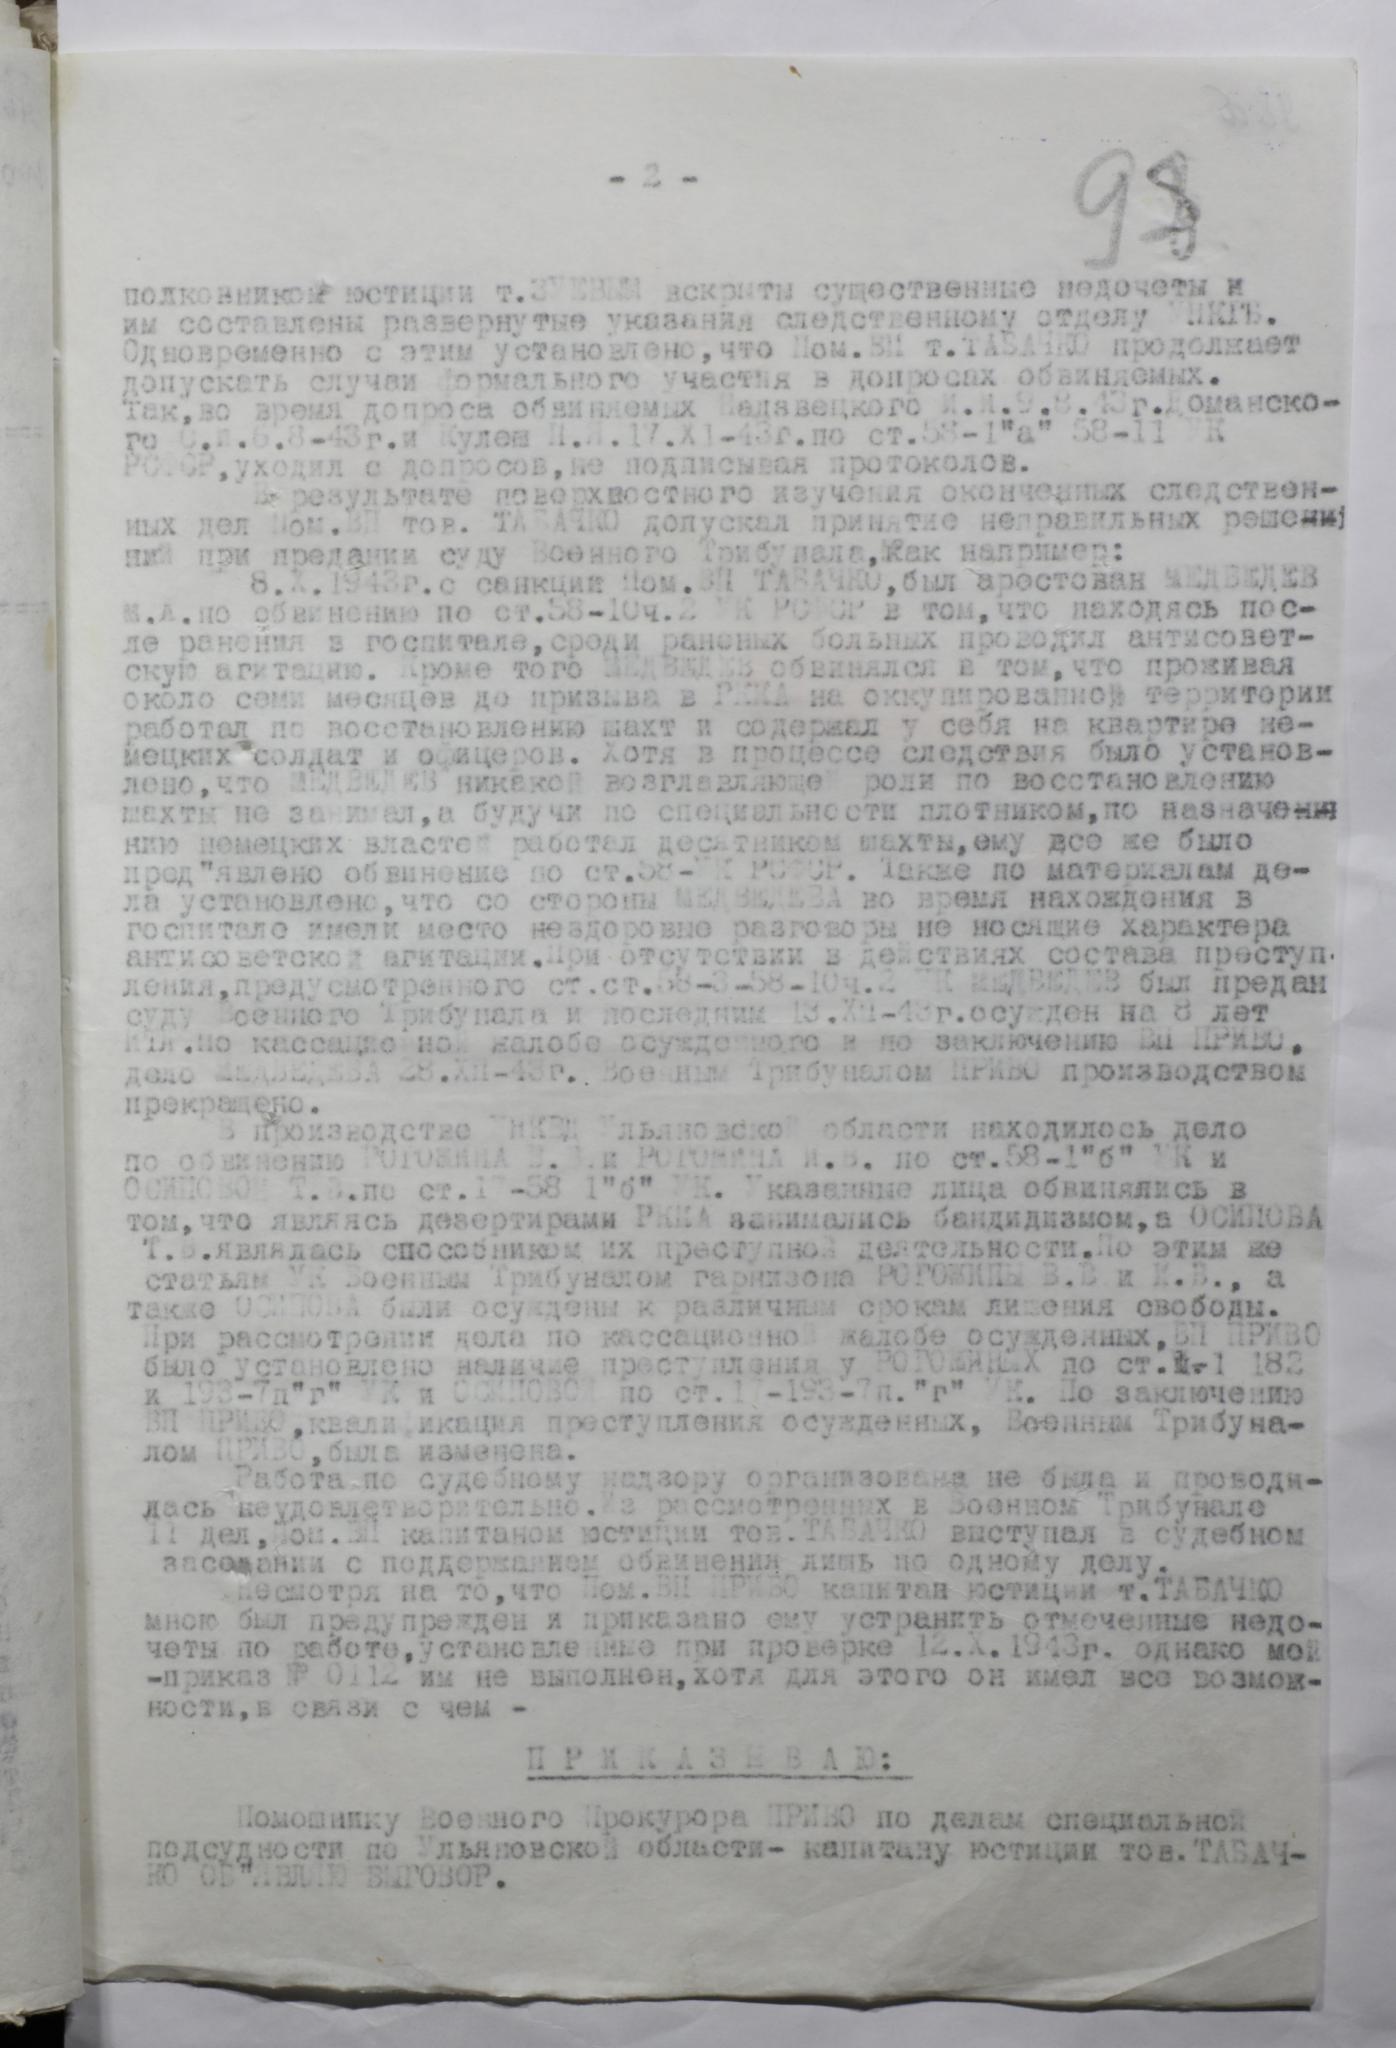 - 2 -
98
полковником юстиции т.ЗУЕВЫМ вскрыты существенные недочеты и
им составлены развернутые указания следственному отделу УНКГБ.
Одновременно с этим установлено,что Пом.ВП т.ТАБАЧКО продолжает
допускать случаи формального участия в допросах обвиняемых.
Так,во время допроса обвиняемых И.И.9.8.43г.Доманско-
го С.И.6.8-43г.и Кулеш П.Я.17.XI-43г.по ст.58-1"а" 58-11 УК
РСФСР,уходил с допросов,не подписывая протоколов.
В результате поверхностного изучения оконченных следствен-
ных дел Пом.ВП тов. ТАБАЧКО допускал принятие неправильных реше
ний при предании суду Военного Трибунала,как например:
8.X.1943г.с санкции Пом.ВП ТАБАЧКО,был арестован МЕДВЕДЕВ
М.А.по обвинению по ст.58-10ч.2 УК РСФСР в том,что находясь пос-
ле ранения в госпитале,среди раненых больных проводил антисовет-
скую агитацию. Кроме того МЕДВЕДЕВ обвинялся в том,что проживая
около семи месяцев до призыва в РККА на оккупированной территории
работал по восстановлению шахт и содержал у себя на квартире не-
мецких солдат и офицеров. Хотя в процессе следствия было установ-
лено,что МЕДВЕДЕВ никакой возглавляющей роли по восстановлению
шахты не занимал,а будучи по специальности плотником,по назначе
нию немецких властей работал десятником шахты,ему все же было
пред"явлено обвинение по ст.58- УК РСФСР. Также по материалам де-
ла установлено,что со стороны МЕДВЕДЕВА во время нахождения в
госпитале имели место нездоровые разговоры не носящие характера
антисоветской агитации.При отсутствии в действиях состава преступ-
ления,предусмотренного ст.ст.58-3-58-10ч.2 УК МЕДВЕДЕВ был предан
суду Военного Трибунала и последним 13.XП-43г.осужден на 8 лет
ИТЛ.По кассационной жалобе осужденного и по заключению ВП ПРИВО,
дело МЕДВЕДЕВА 28.XП-43г. Военным Трибуналом ПРИВО производством
прекращено.
В производстве УНКВД Ульяновской области находилось дело
по обвинению РОГОЖИНА В.В.и РОГОЖИНА И.В. по ст.58-1"б" УК и
ОСИПОВОЙ Т.В.по ст.17-58 1"б" УК. Указанные лица обвинялись в
том,что являясь дезертирами РККА занимались бандидизмом,а ОСИПОВА
Т.В.являлась способником их преступной деятельности.По этим же
статьям УК Военным Трибуналом гарнизона РОГОЖИНЫ В.В и И.В., а
также ОСИПОВА были осуждены к различным срокам лишения свободы.
При рассмотрении дела по кассационной жалобе осужденных,ВП ПРИВО
было установлено наличие преступления у РОГОЖИНЫХ по ст. 182
и 193-7п"г" УК и ОСИПОВОЙ по ст.17-193-7п."г" УК. По заключению
ВП ПРИВО,квалификация преступления осужденных, Военным Трибуна-
лом ПРИВО,была изменена.
Работа по судебному надзору организована не была и проводи-
лась неудовлетворительно.Из рассмотренных в Военном Трибунале
11 дел,Пом.ВП капитаном юстиции тов.ТАБАЧКО выступал в судебном
заседании с поддержанием обвинения лишь по одному делу.
Несмотря на то,что Пом.ВП ПРИВО капитан юстиции т.ТАБАЧКО
мною был предупрежден и приказано ему устранить отмеченные недо-
четы по работе,установленные при проверке 12.X.1943г. однако мой
-приказ № 0112 им не выполнен,хотя для этого он имел все возмож-
ности,в связи с чем -
П Р И К А З Ы В А Ю:
Помошнику Военного Прокурора ПРИВО по делам специальной
подсудности по Ульяновской области- капитану юстиции тов.ТАБАЧ-
КО ОБ"ЯВЛЯЮ ВЫГОВОР.